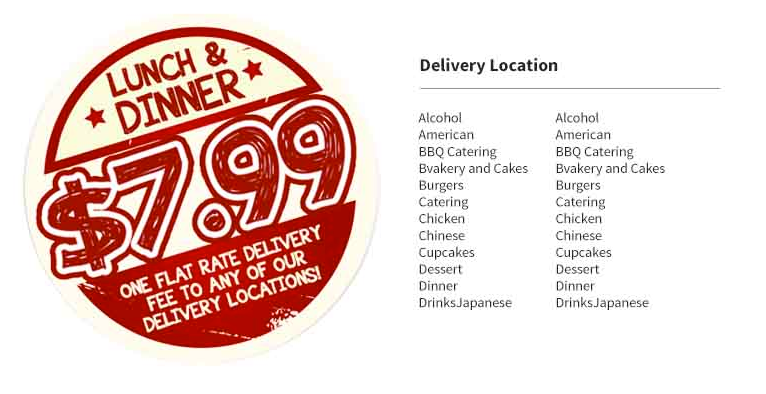 LUNCH &
DINNER
$7.99
ONE FLAT RATE DELIVERY
FEE TO ANY OF OUR
DELIVERY LOCATIONS!
Delivery Location
Alcohol
American
BBQ Catering
Bvakery and Cakes
Burgers
Catering
Chicken
Chinese
Cupcakes
Dessert
Dinner
DrinksJapanese
Alcohol
American
BBQ Catering
Bvakery and Cakes
Burgers
Catering
Chicken
Chinese
Cupcakes
Dessert
Dinner
DrinksJapanese